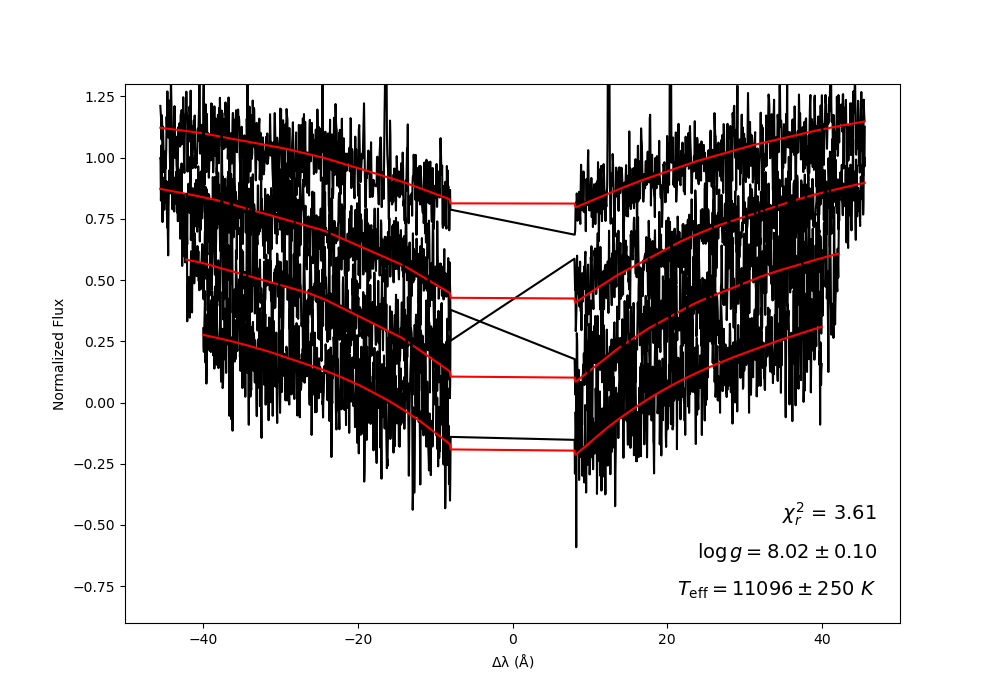 1.25
1.00
0.75
0.50
0.25
0.00
−0.25
−0.50
−0.75
Normalized Flux
χ²ᵣ = 3.61
log g = 8.02 ± 0.10
T_eff = 11096 ± 250 K
−40
−20
0
20
40
Δλ (Å)